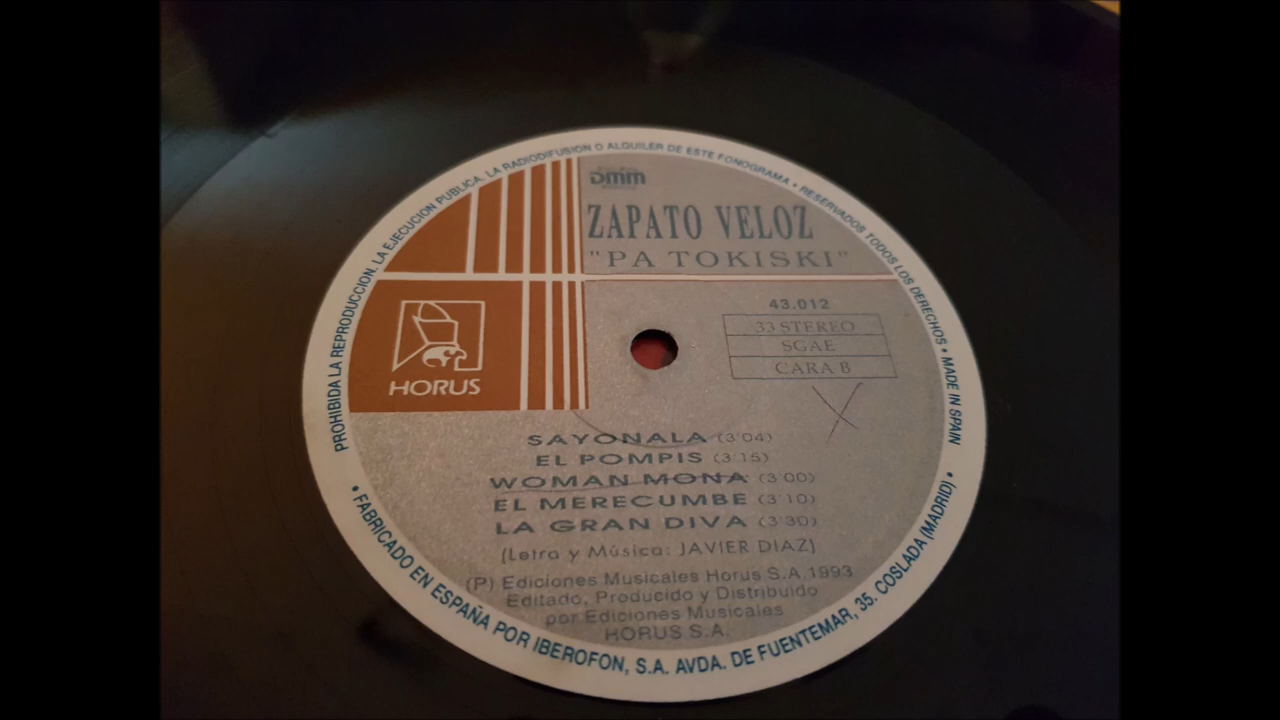 PROHIBIDA LA REPRODUCCION. LA EJECUCION PUBLICA. LA RADIODIFUSION O ALQUILER DE ESTE FONOGRAMA • RESERVADOS TODOS LOS DERECHOS • MADE IN SPAIN •
DMM
ZAPATO VELOZ
"PA TOKISKI"
43.012
33 STEREO
SGAE
CARA B
HORUS
SAYONALA (3'04)
EL POMPIS (3'15)
WOMAN MONA (3'00)
EL MERECUMBE (3'10)
LA GRAN DIVA (3'30)
(Letra y Música: JAVIER DIAZ)
(P) Ediciones Musicales Horus S.A. 1993
Editado, Producido y Distribuido
por Ediciones Musicales
HORUS S.A.
• FABRICADO EN ESPAÑA POR IBEROFON, S.A. AVDA. DE FUENTEMAR, 35. COSLADA (MADRID)